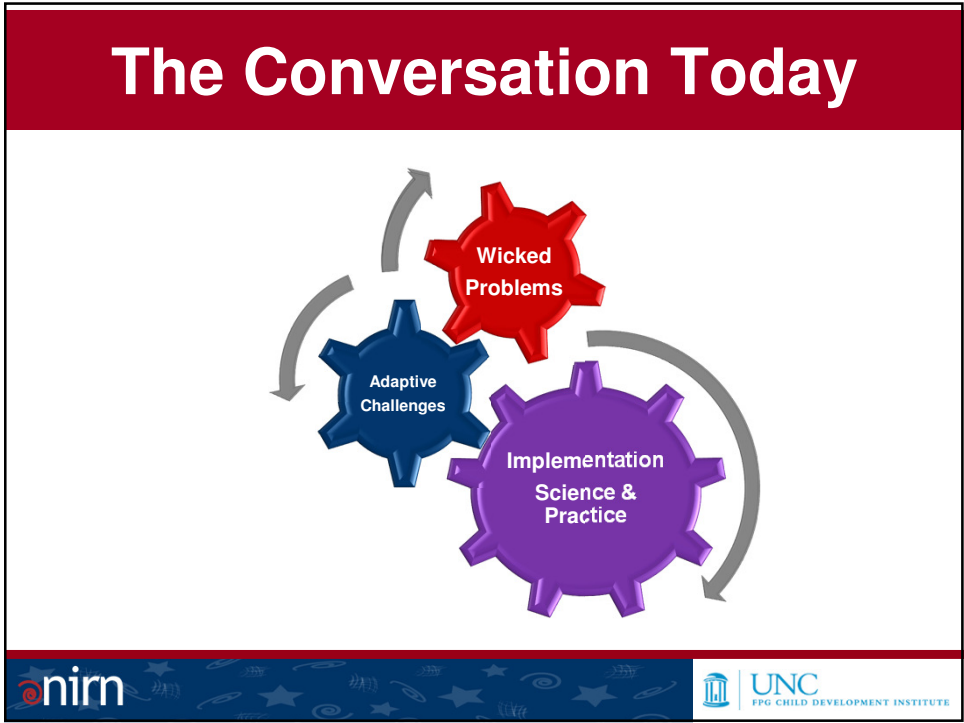 The Conversation Today
Wicked
Problems
Adaptive
Challenges
Implementation
Science &
Practice
nirn
UNC
FPG CHILD DEVELOPMENT INSTITUTE